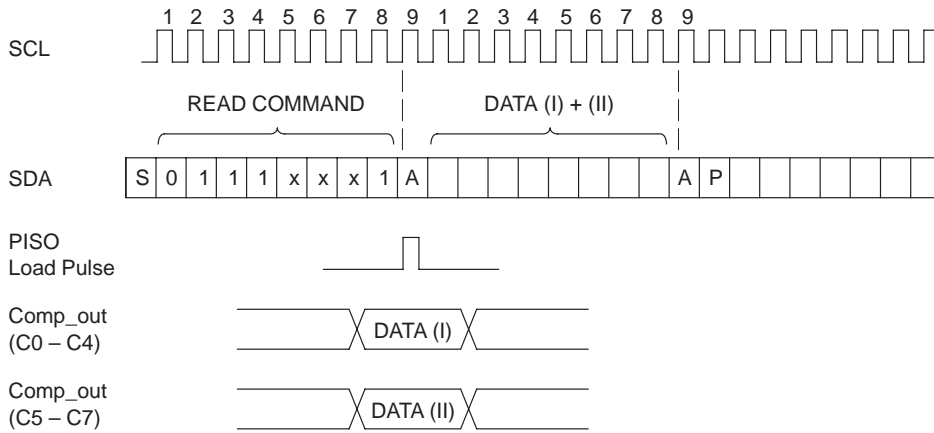 1 2 3 4 5 6 7 8 9 1 2 3 4 5 6 7 8 9
SCL
READ COMMAND DATA (I) + (II)
SDA S 0 1 1 1 x x x 1 A A P
PISO
Load Pulse
Comp_out
(C0 – C4)
DATA (I)
Comp_out
(C5 – C7)
DATA (II)